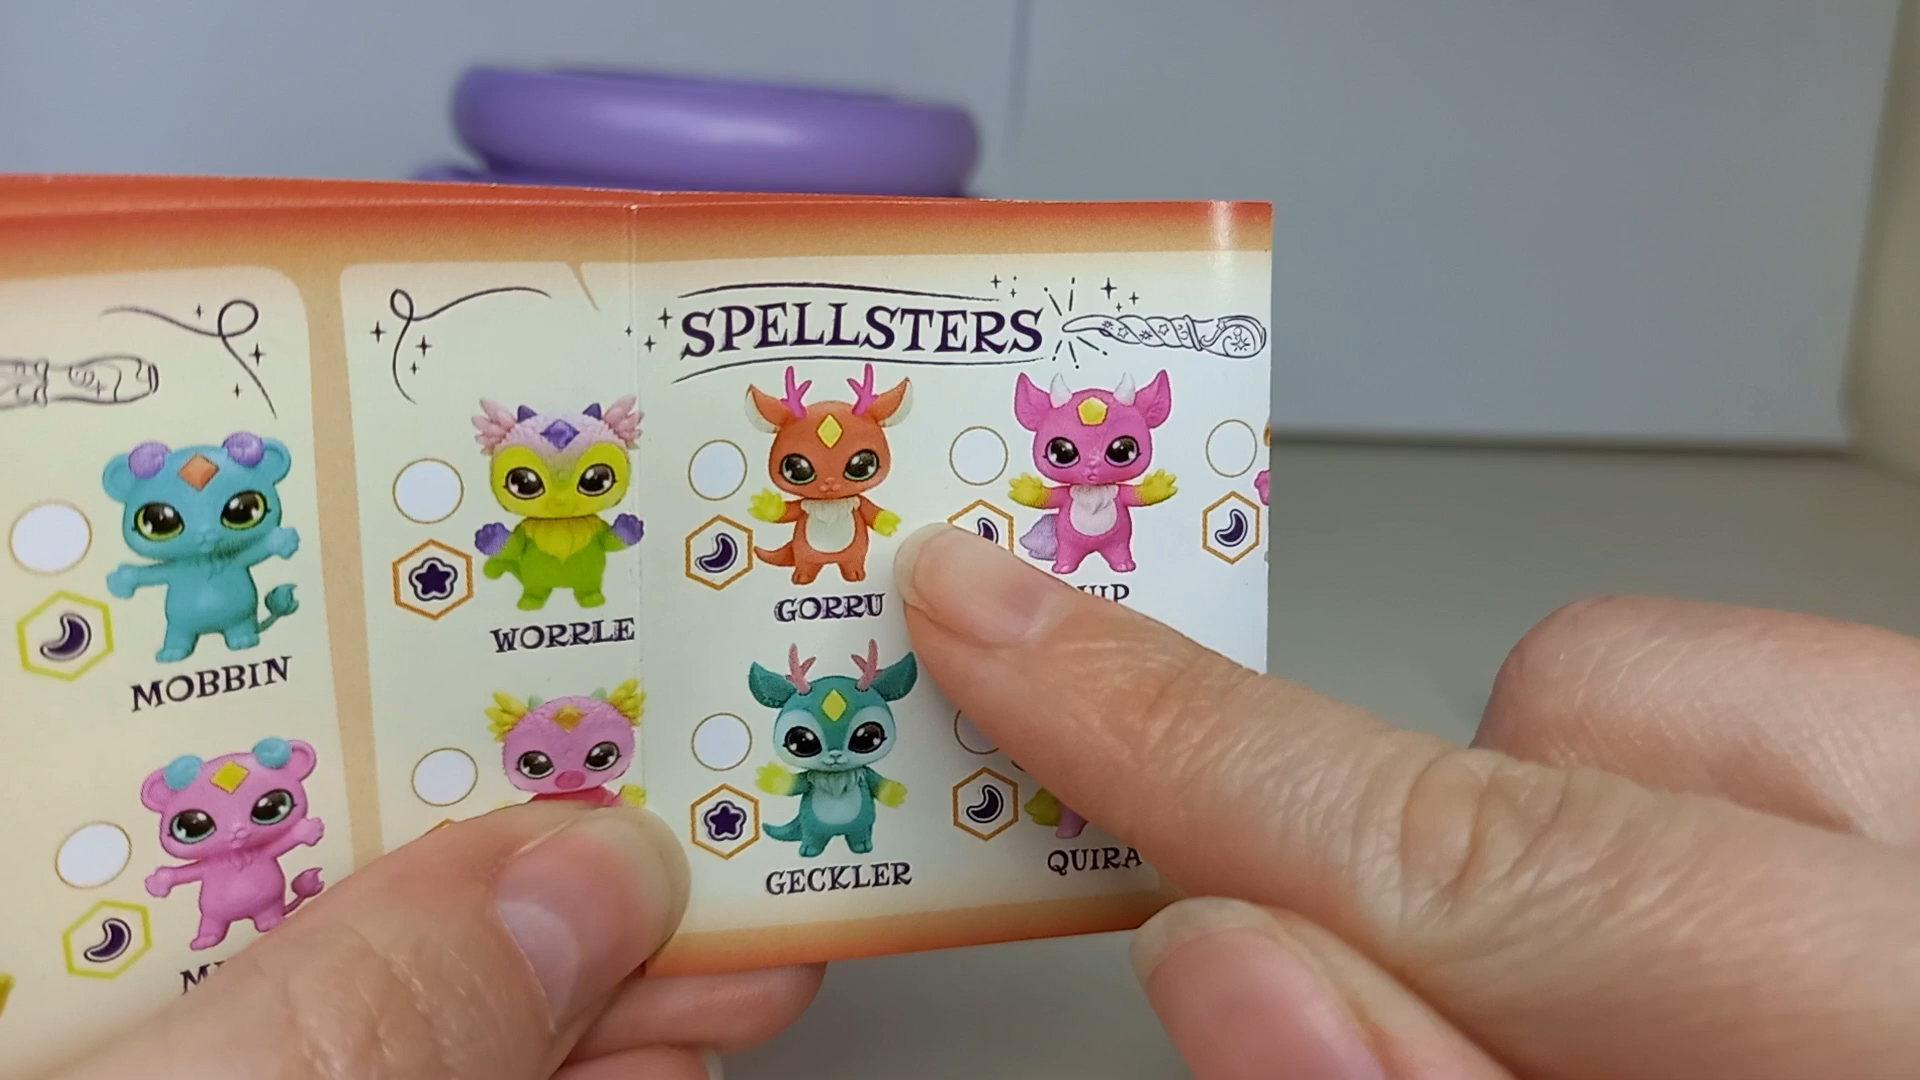 SPELLSTERS
MOBBIN
WORRLE
GORRU
GECKLER
QUIRA